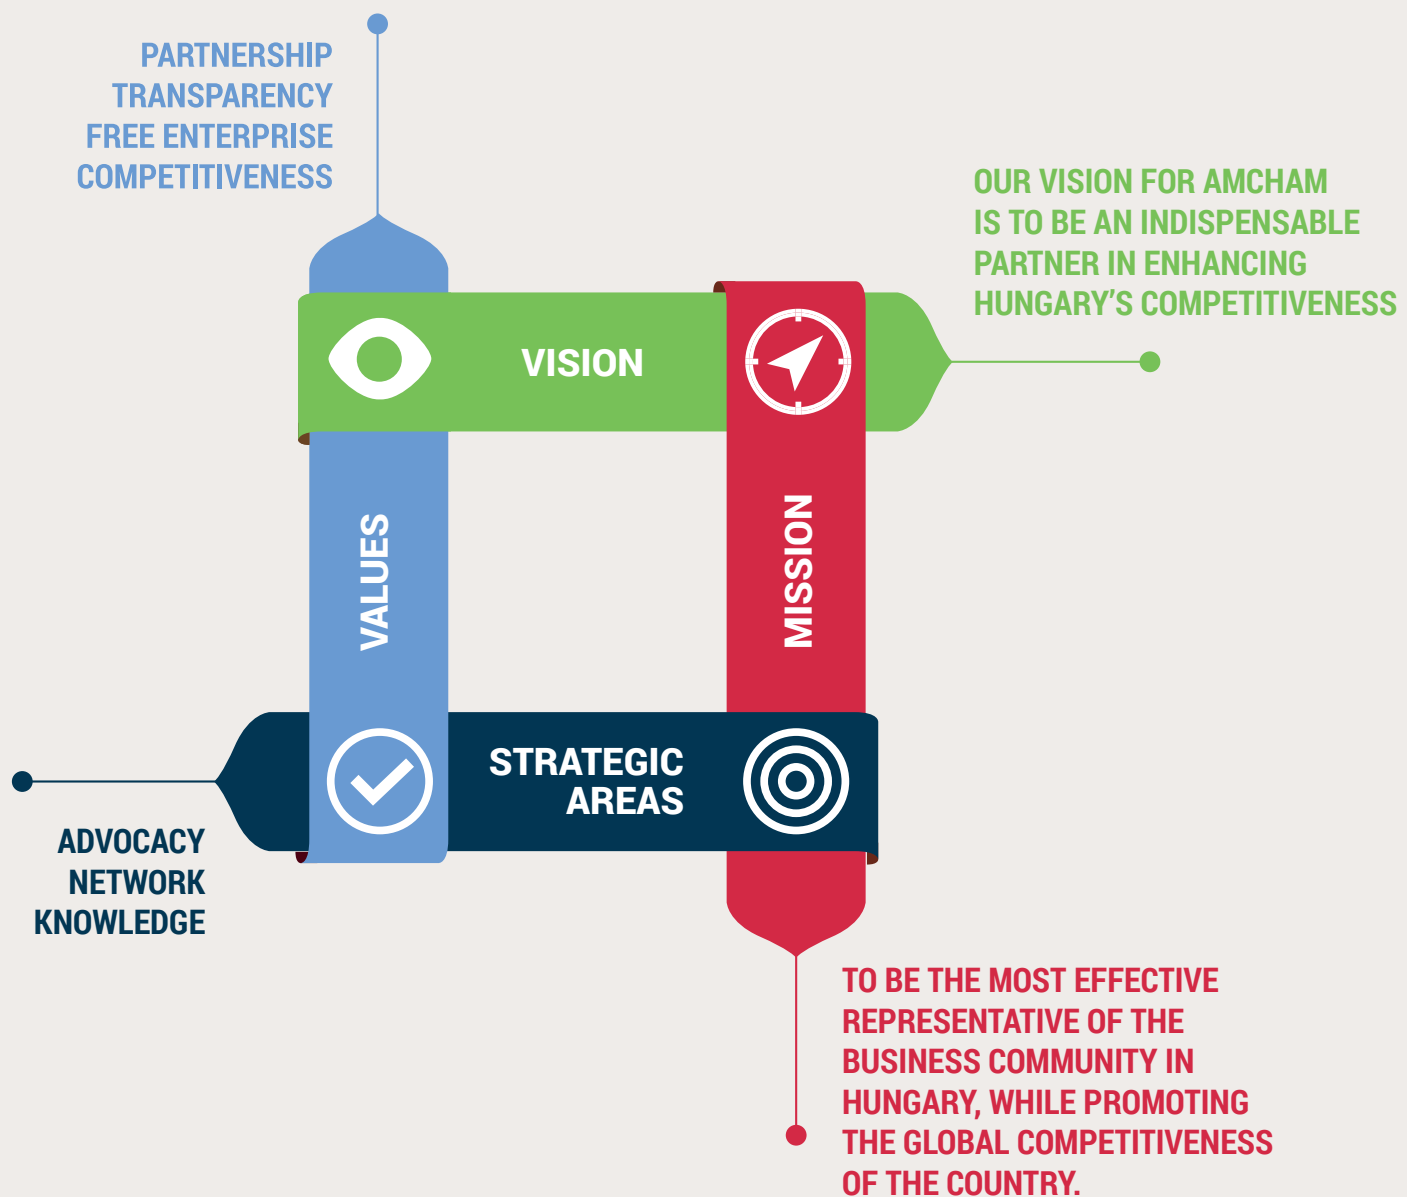 PARTNERSHIP
TRANSPARENCY
FREE ENTERPRISE
COMPETITIVENESS
OUR VISION FOR AMCHAM
IS TO BE AN INDISPENSABLE
PARTNER IN ENHANCING
HUNGARY’S COMPETITIVENESS
VISION
VALUES
MISSION
STRATEGIC
AREAS
ADVOCACY
NETWORK
KNOWLEDGE
TO BE THE MOST EFFECTIVE
REPRESENTATIVE OF THE
BUSINESS COMMUNITY IN
HUNGARY, WHILE PROMOTING
THE GLOBAL COMPETITIVENESS
OF THE COUNTRY.